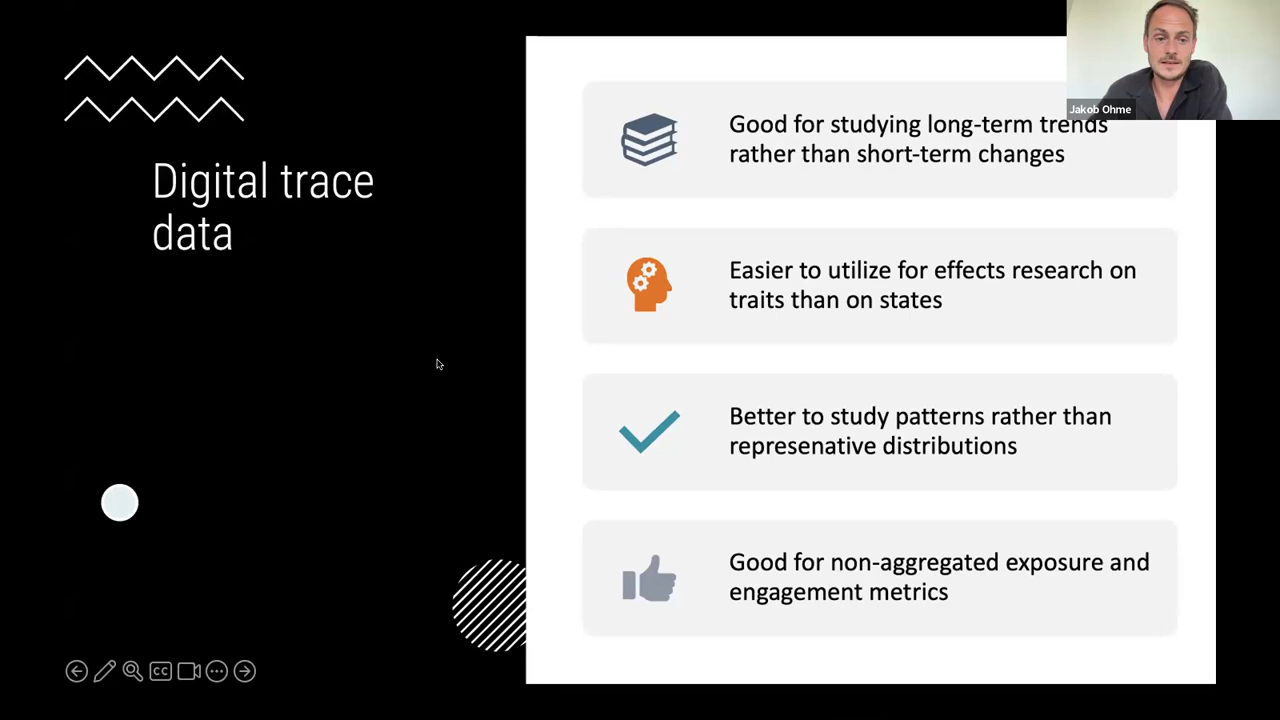 Digital trace
data
Good for studying long-term trends
rather than short-term changes
Easier to utilize for effects research on
traits than on states
Better to study patterns rather than
represenative distributions
Good for non-aggregated exposure and
engagement metrics
Jakob Ohme
CC